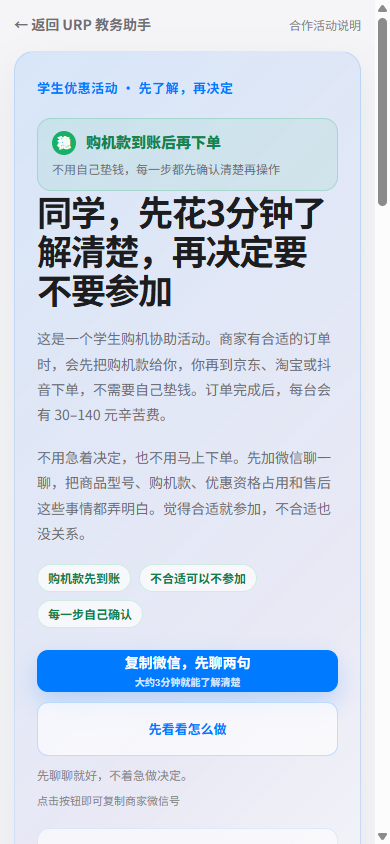 ← 返回 URP 教务助手
合作活动说明
学生优惠活动 · 先了解，再决定
稳
购机款到账后再下单
不用自己垫钱，每一步都先确认清楚再操作
同学，先花3分钟了
解清楚，再决定要
不要参加
这是一个学生购机协助活动。商家有合适的订单
时，会先把购机款给你，你再到京东、淘宝或抖
音下单，不需要自己垫钱。订单完成后，每台会
有 30–140 元辛苦费。
不用急着决定，也不用马上下单。先加微信聊一
聊，把商品型号、购机款、优惠资格占用和售后
这些事情都弄明白。觉得合适就参加，不合适也
没关系。
购机款先到账
不合适可以不参加
每一步自己确认
复制微信，先聊两句
大约3分钟就能了解清楚
先看看怎么做
先聊聊就好，不着急做决定。
点击按钮即可复制商家微信号